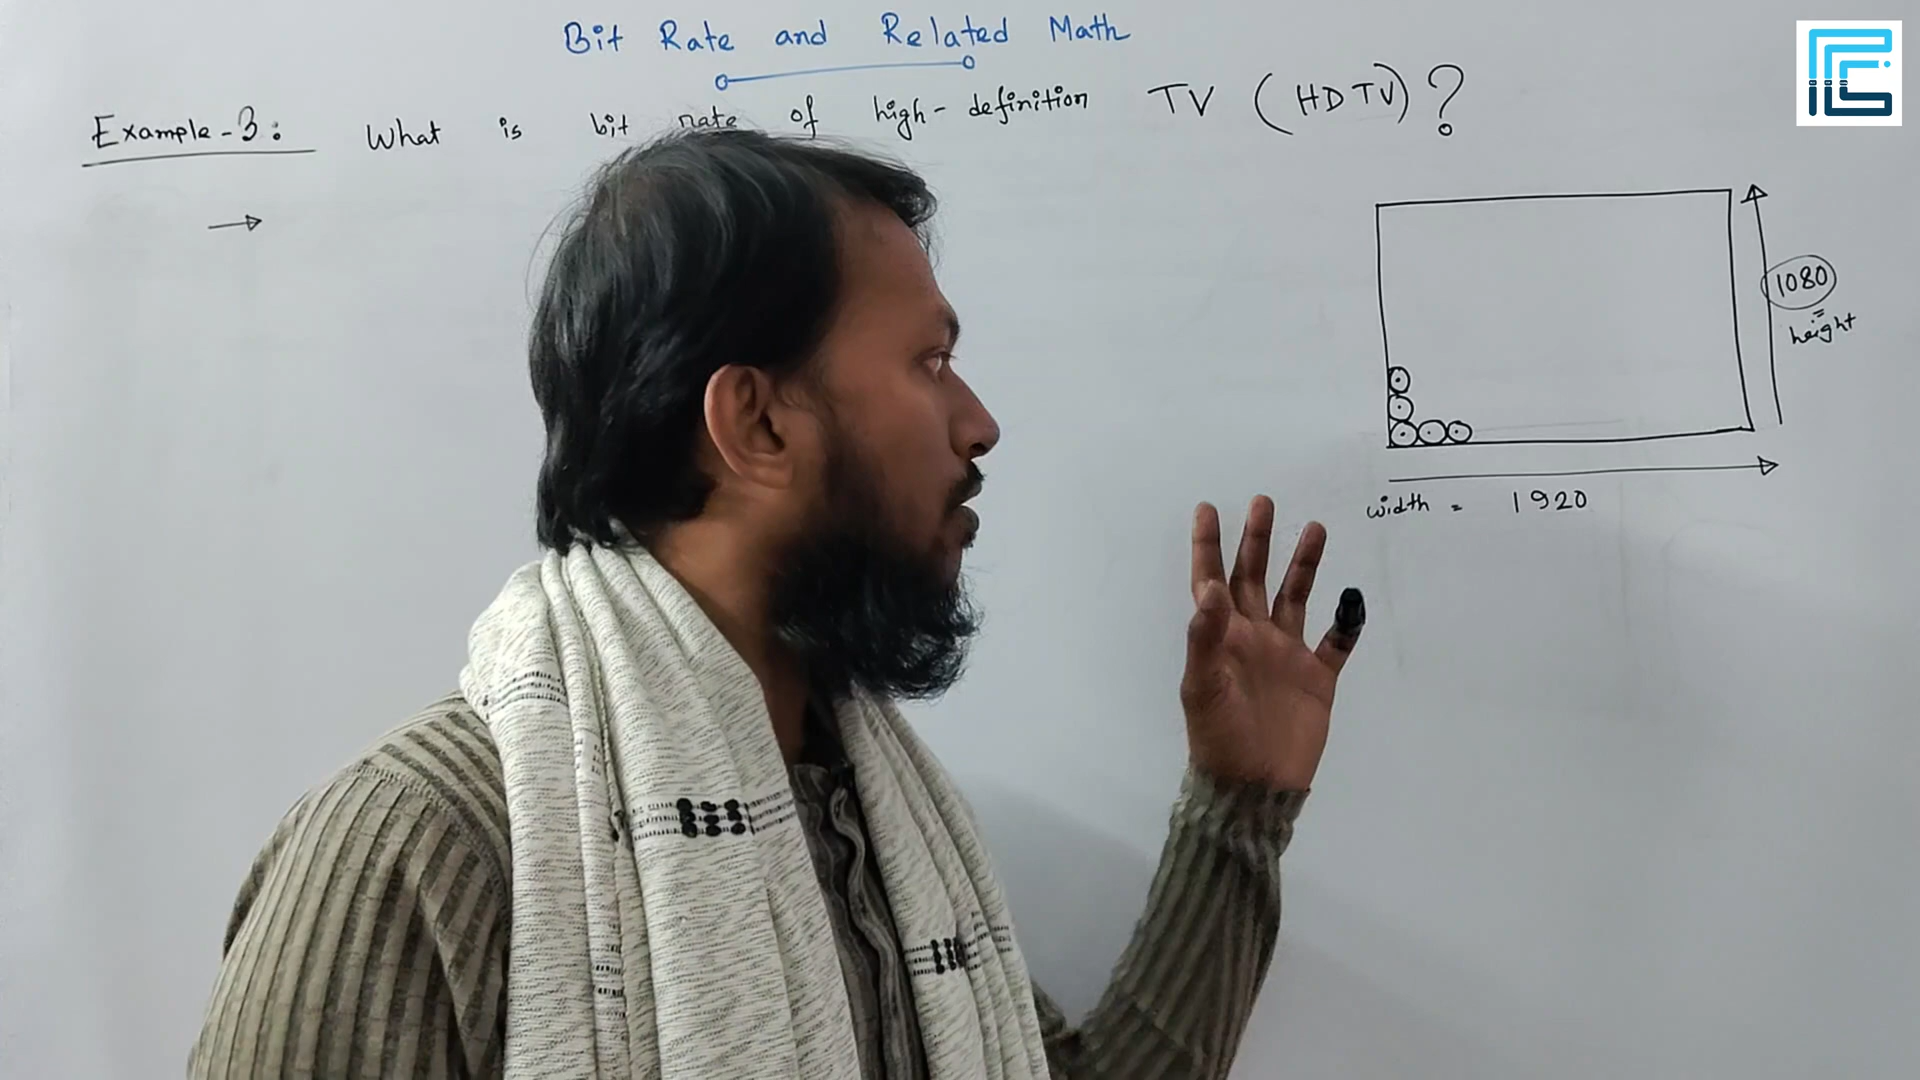 Bit Rate and Related Math
Example-3: What is bit rate of high-definition TV (HDTV)?
1080
=
height
width = 1920